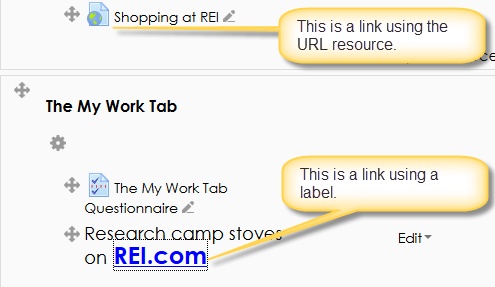 Shopping at REI
This is a link using the
URL resource.
The My Work Tab
The My Work Tab
Questionnaire
This is a link using a
label.
Research camp stoves
on REI.com
Edit